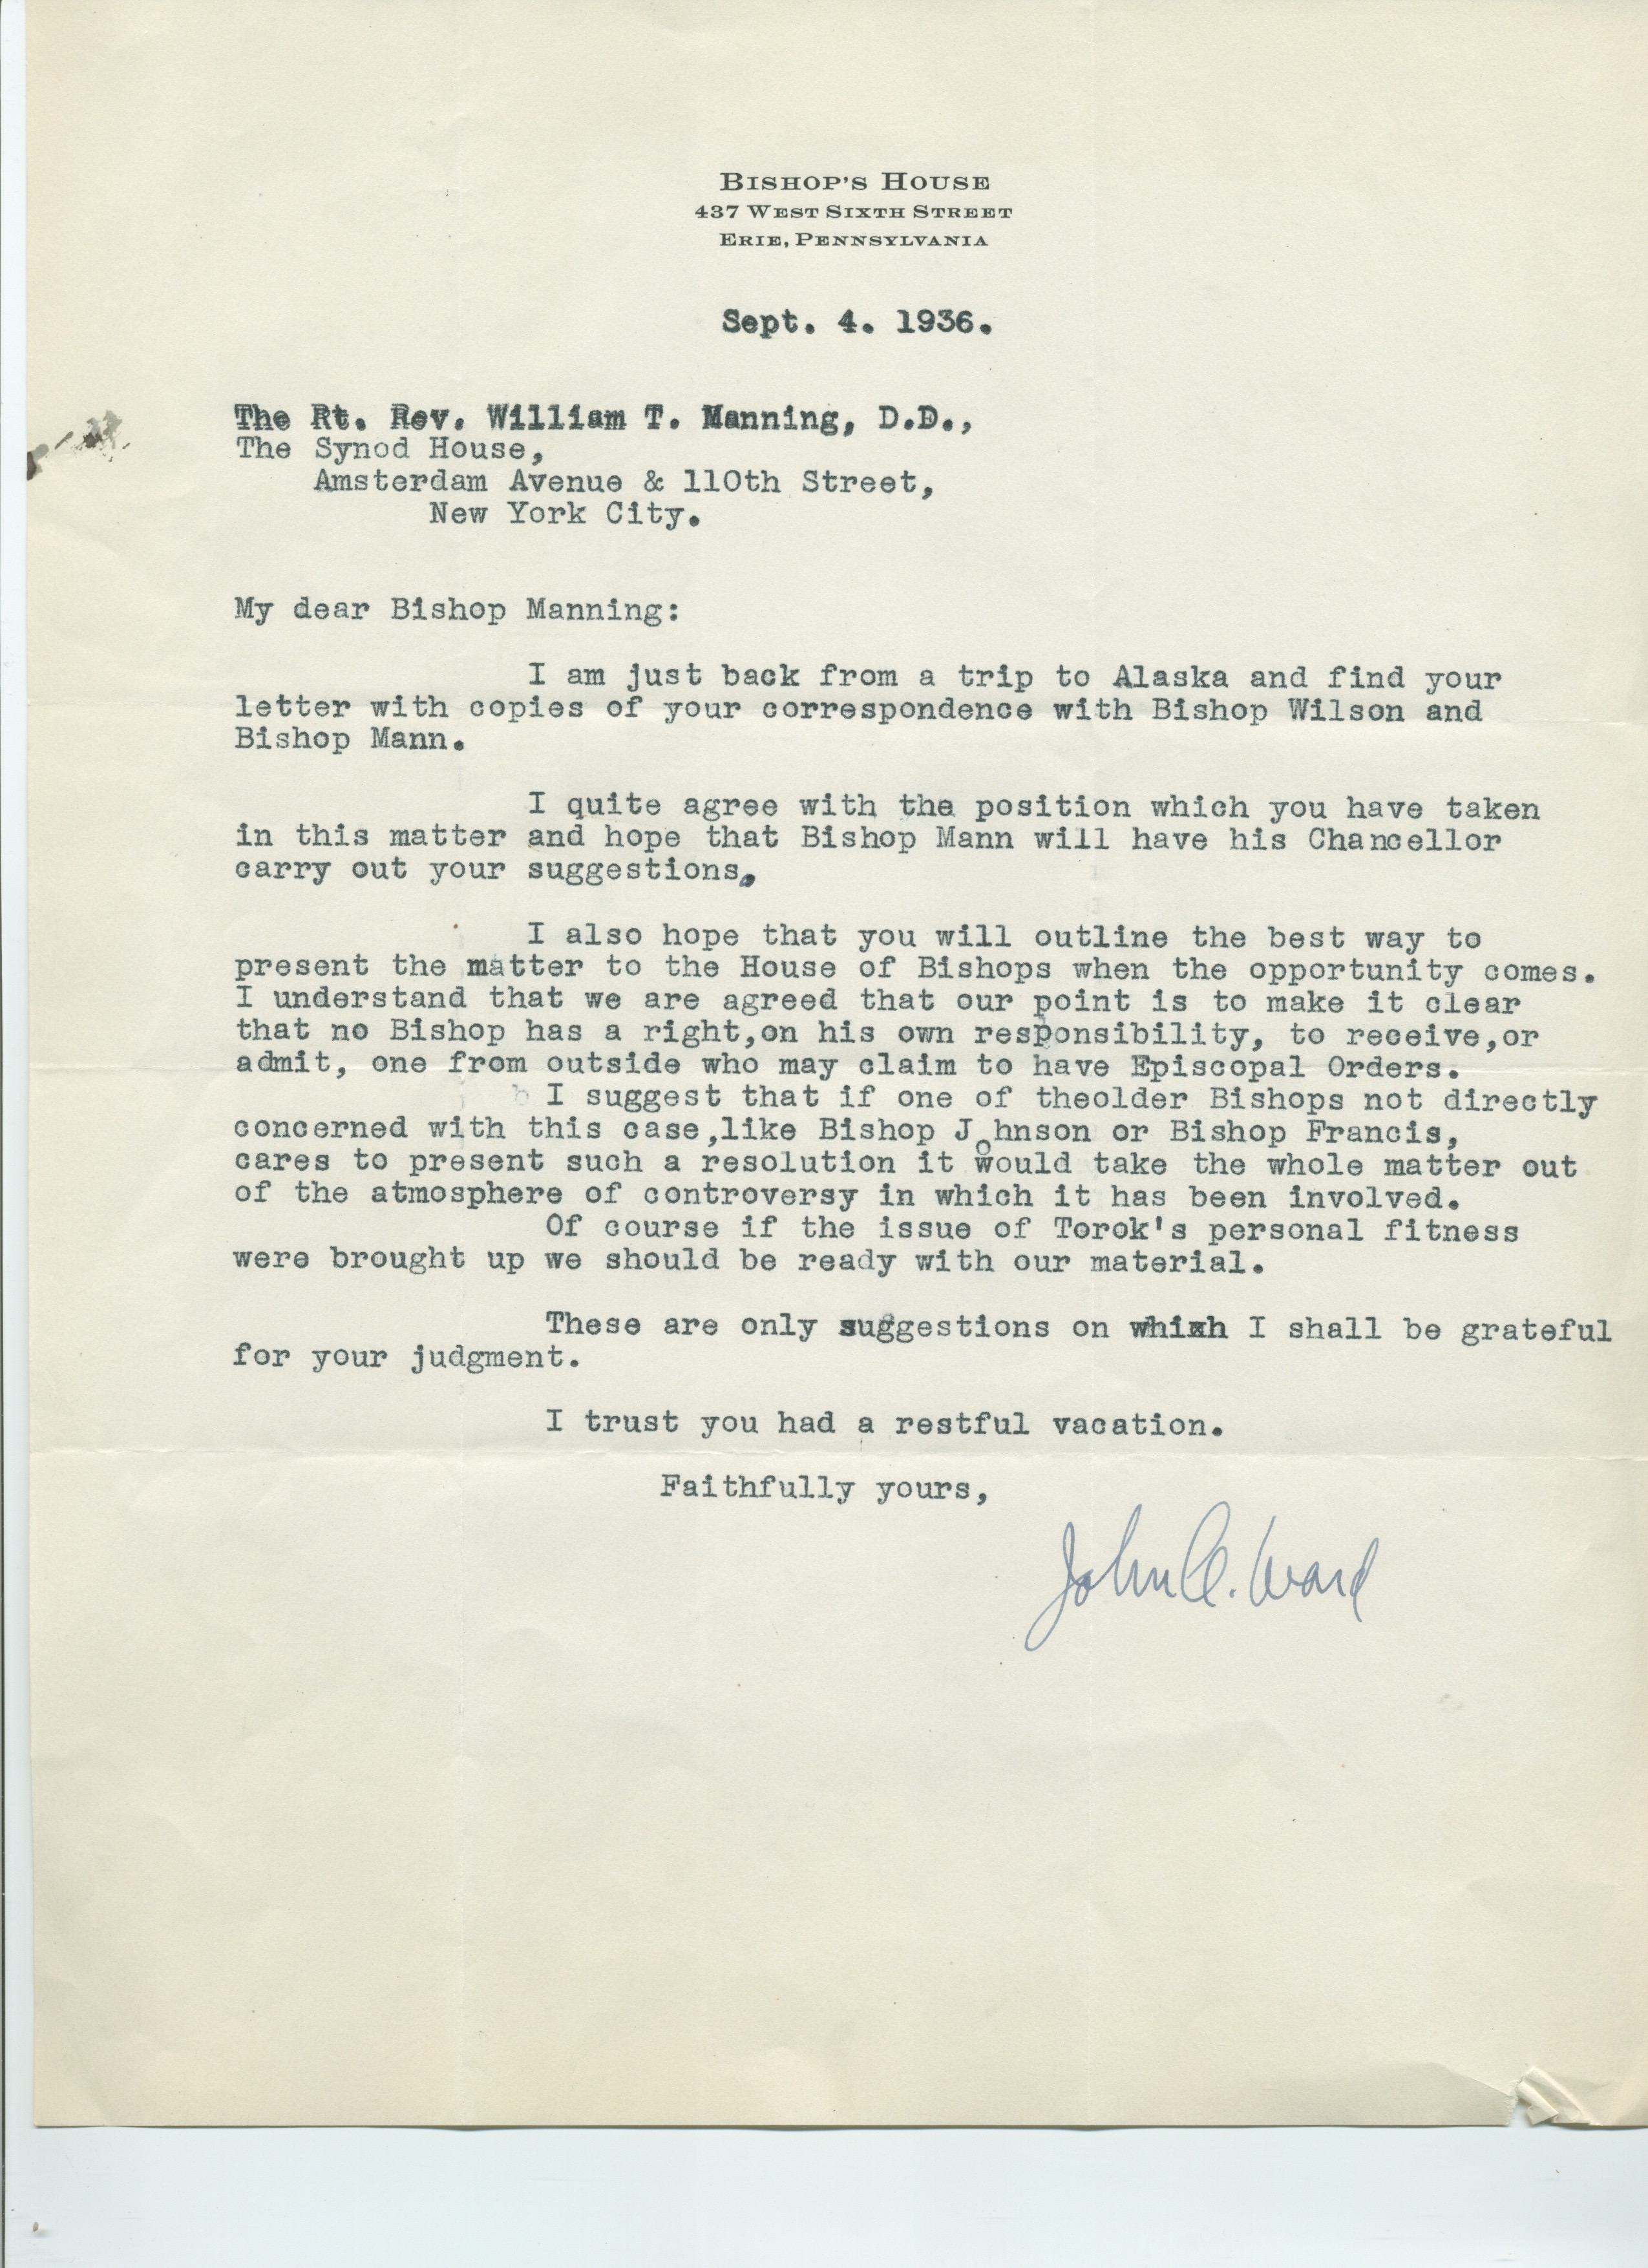 Bishop's House
437 West Sixth Street
Erie, Pennsylvania
Sept. 4. 1936.
The Rt. Rev. William T. Manning, D.D.,
The Synod House,
Amsterdam Avenue & 110th Street,
New York City.
My dear Bishop Manning:
I am just back from a trip to Alaska and find your
letter with copies of your correspondence with Bishop Wilson and
Bishop Mann.
I quite agree with the position which you have taken
in this matter and hope that Bishop Mann will have his Chancellor
carry out your suggestions.
I also hope that you will outline the best way to
present the matter to the House of Bishops when the opportunity comes.
I understand that we are agreed that our point is to make it clear
that no Bishop has a right,on his own responsibility, to receive,or
admit, one from outside who may claim to have Episcopal Orders.
I suggest that if one of theolder Bishops not directly
concerned with this case,like Bishop Johnson or Bishop Francis,
cares to present such a resolution it would take the whole matter out
of the atmosphere of controversy in which it has been involved.
Of course if the issue of Torok's personal fitness
were brought up we should be ready with our material.
These are only suggestions on whixh I shall be grateful
for your judgment.
I trust you had a restful vacation.
Faithfully yours,
John C. Ward